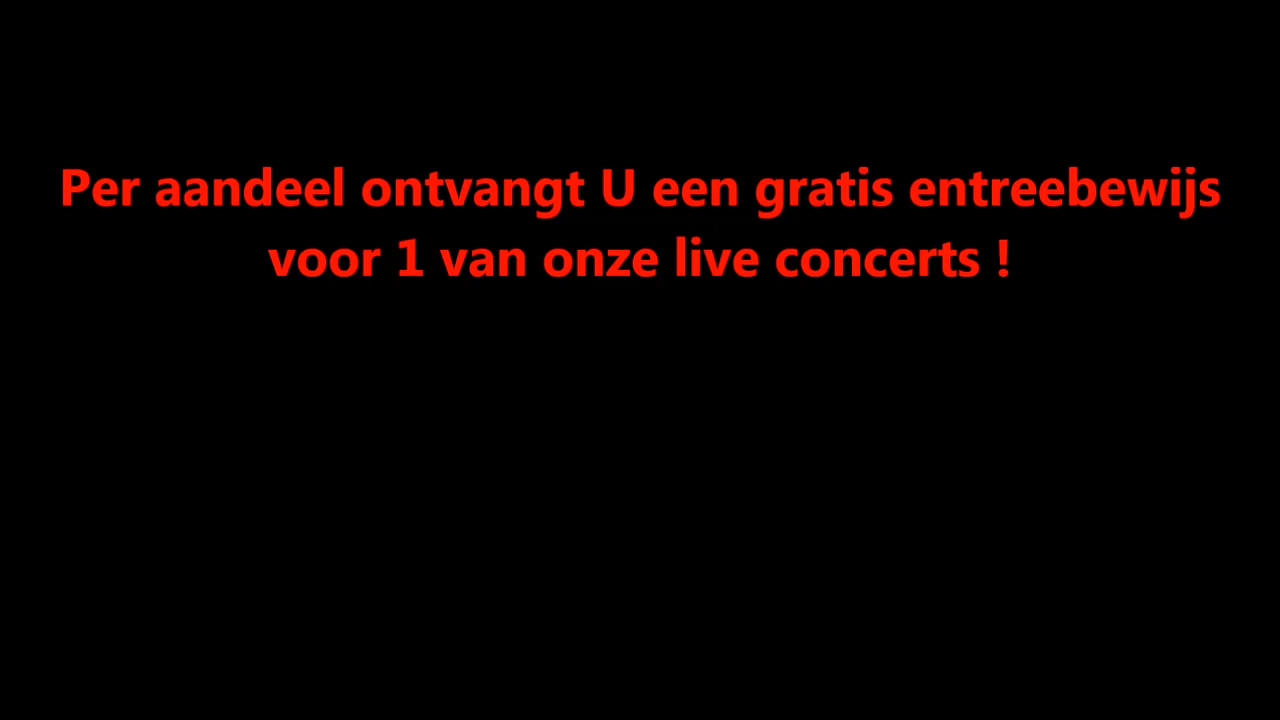 Per aandeel ontvangt U een gratis entreebewijs
voor 1 van onze live concerts !